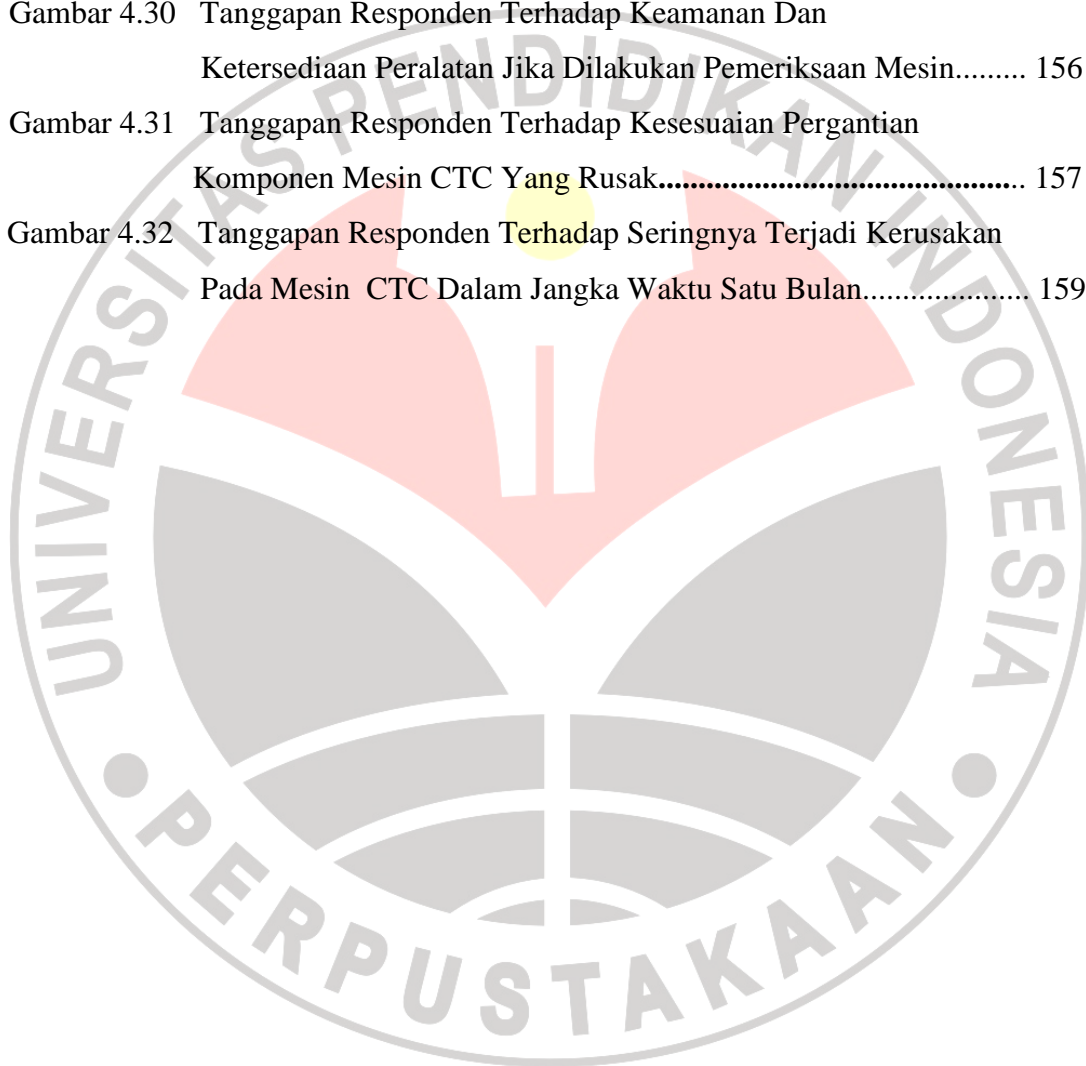 Gambar 4.30 Tanggapan Responden Terhadap Keamanan Dan
Ketersediaan Peralatan Jika Dilakukan Pemeriksaan Mesin......... 156
Gambar 4.31 Tanggapan Responden Terhadap Kesesuaian Pergantian
Komponen Mesin CTC Yang Rusak............................................... 157
Gambar 4.32 Tanggapan Responden Terhadap Seringnya Terjadi Kerusakan
Pada Mesin CTC Dalam Jangka Waktu Satu Bulan..................... 159
UNIVERSITAS PENDIDIKAN INDONESIA
PERPUSTAKAAN